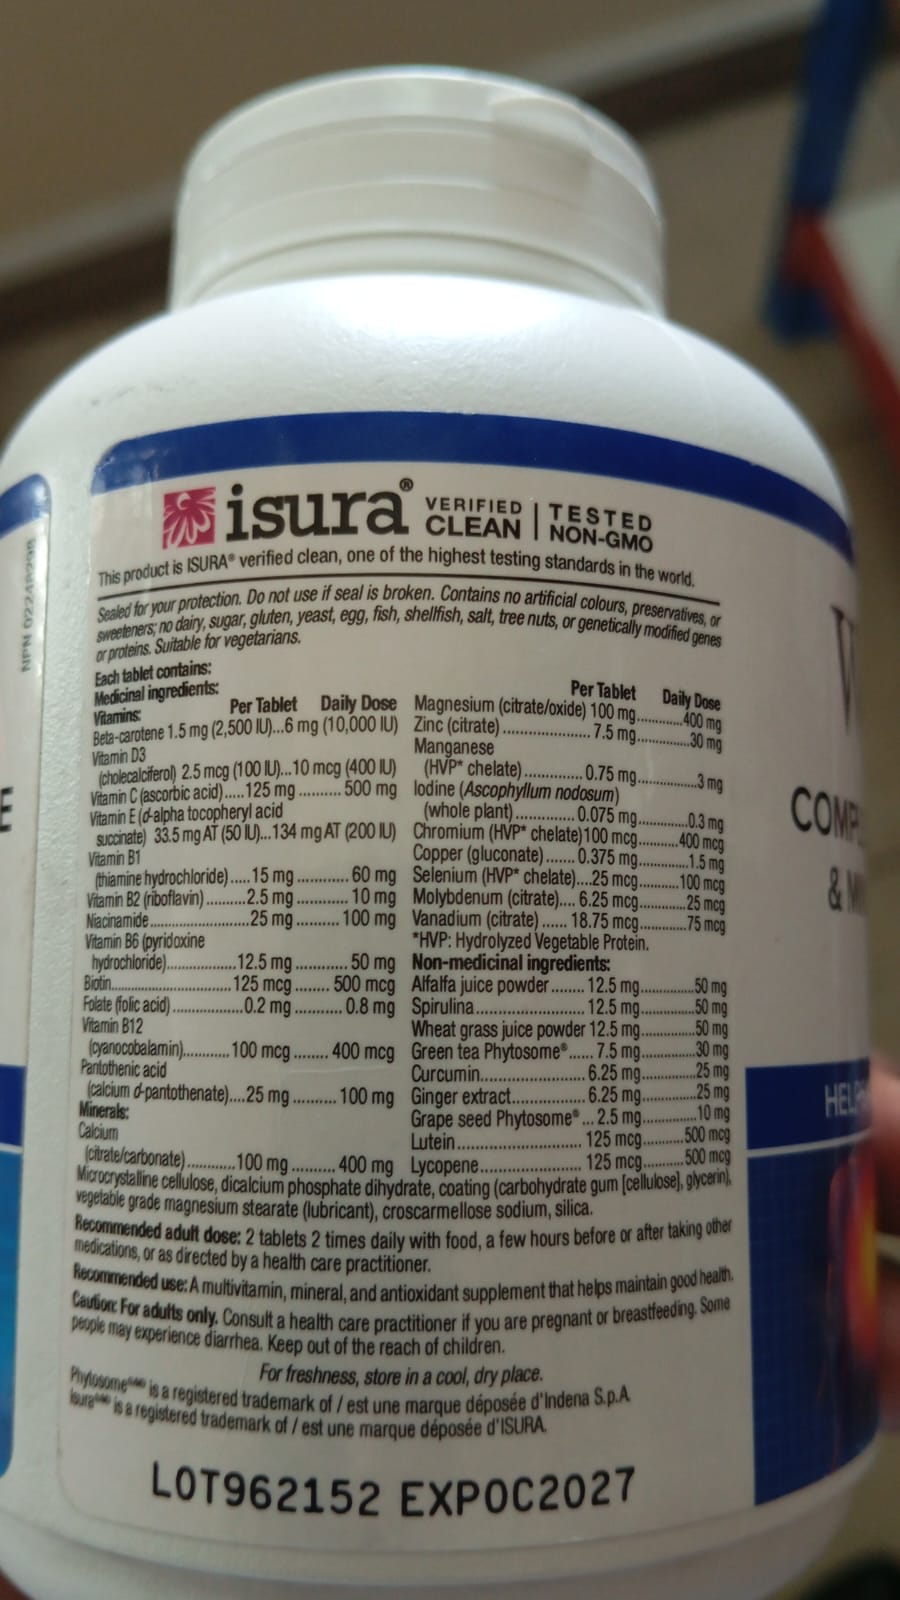 isura® VERIFIED CLEAN | TESTED NON-GMO
This product is ISURA® verified clean, one of the highest testing standards in the world.
Sealed for your protection. Do not use if seal is broken. Contains no artificial colours, preservatives, or
sweeteners; no dairy, sugar, gluten, yeast, egg, fish, shellfish, salt, tree nuts, or genetically modified genes
or proteins. Suitable for vegetarians.
Each tablet contains:
Medicinal ingredients:
Vitamins: Per Tablet Daily Dose
Beta-carotene 1.5 mg (2,500 IU)...6 mg (10,000 IU)
Vitamin D3
(cholecalciferol) 2.5 mcg (100 IU)...10 mcg (400 IU)
Vitamin C (ascorbic acid).....125 mg.......... 500 mg
Vitamin E (d-alpha tocopheryl acid
succinate) 33.5 mg AT (50 IU)...134 mg AT (200 IU)
Vitamin B1
(thiamine hydrochloride).....15 mg............ 60 mg
Vitamin B2 (riboflavin)..........2.5 mg............ 10 mg
Niacinamide..........................25 mg.......... 100 mg
Vitamin B6 (pyridoxine
hydrochloride)..................12.5 mg............ 50 mg
Biotin...............................125 mcg........ 500 mcg
Folate (folic acid)..................0.2 mg........... 0.8 mg
Vitamin B12
(cyanocobalamin)............100 mcg........ 400 mcg
Pantothenic acid
(calcium d-pantothenate)....25 mg.......... 100 mg
Minerals:
Calcium
(citrate/carbonate)............100 mg.......... 400 mg
Per Tablet Daily Dose
Magnesium (citrate/oxide) 100 mg............400 mg
Zinc (citrate)....................... 7.5 mg.............30 mg
Manganese
(HVP* chelate)............... 0.75 mg...............3 mg
Iodine (Ascophyllum nodosum)
(whole plant)............... 0.075 mg.............0.3 mg
Chromium (HVP* chelate)100 mcg..........400 mcg
Copper (gluconate)....... 0.375 mg.............1.5 mg
Selenium (HVP* chelate)....25 mcg..........100 mcg
Molybdenum (citrate).... 6.25 mcg............25 mcg
Vanadium (citrate)...... 18.75 mcg............75 mcg
*HVP: Hydrolyzed Vegetable Protein.
Non-medicinal ingredients:
Alfalfa juice powder........ 12.5 mg..............50 mg
Spirulina............................ 12.5 mg..............50 mg
Wheat grass juice powder 12.5 mg..............50 mg
Green tea Phytosome®...... 7.5 mg..............30 mg
Curcumin.......................... 6.25 mg..............25 mg
Ginger extract.................. 6.25 mg..............25 mg
Grape seed Phytosome® ... 2.5 mg..............10 mg
Lutein............................... 125 mcg..........500 mcg
Lycopene......................... 125 mcg..........500 mcg
Microcrystalline cellulose, dicalcium phosphate dihydrate, coating (carbohydrate gum [cellulose], glycerin),
vegetable grade magnesium stearate (lubricant), croscarmellose sodium, silica.
Recommended adult dose: 2 tablets 2 times daily with food, a few hours before or after taking other
medications, or as directed by a health care practitioner.
Recommended use: A multivitamin, mineral, and antioxidant supplement that helps maintain good health.
Caution: For adults only. Consult a health care practitioner if you are pregnant or breastfeeding. Some
people may experience diarrhea. Keep out of the reach of children.
For freshness, store in a cool, dry place.
Phytosome is a registered trademark of / est une marque déposée d'Indena S.p.A.
Isura is a registered trademark of / est une marque déposée d'ISURA.
LOT962152 EXPOC2027